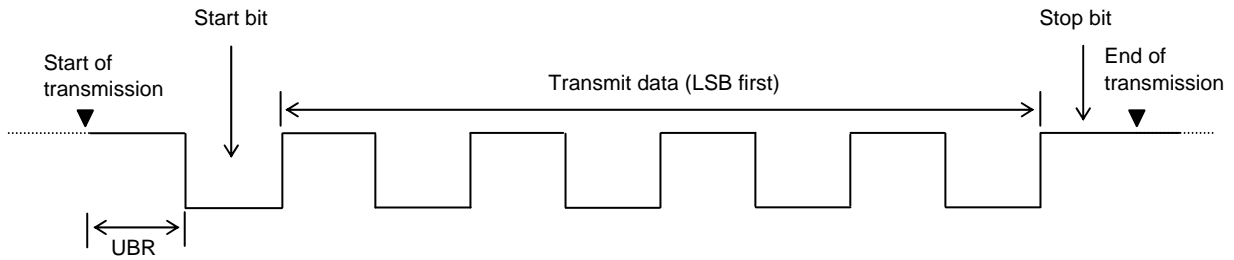 Start bit
Stop bit
Start of
transmission
Transmit data (LSB first)
End of
transmission
UBR